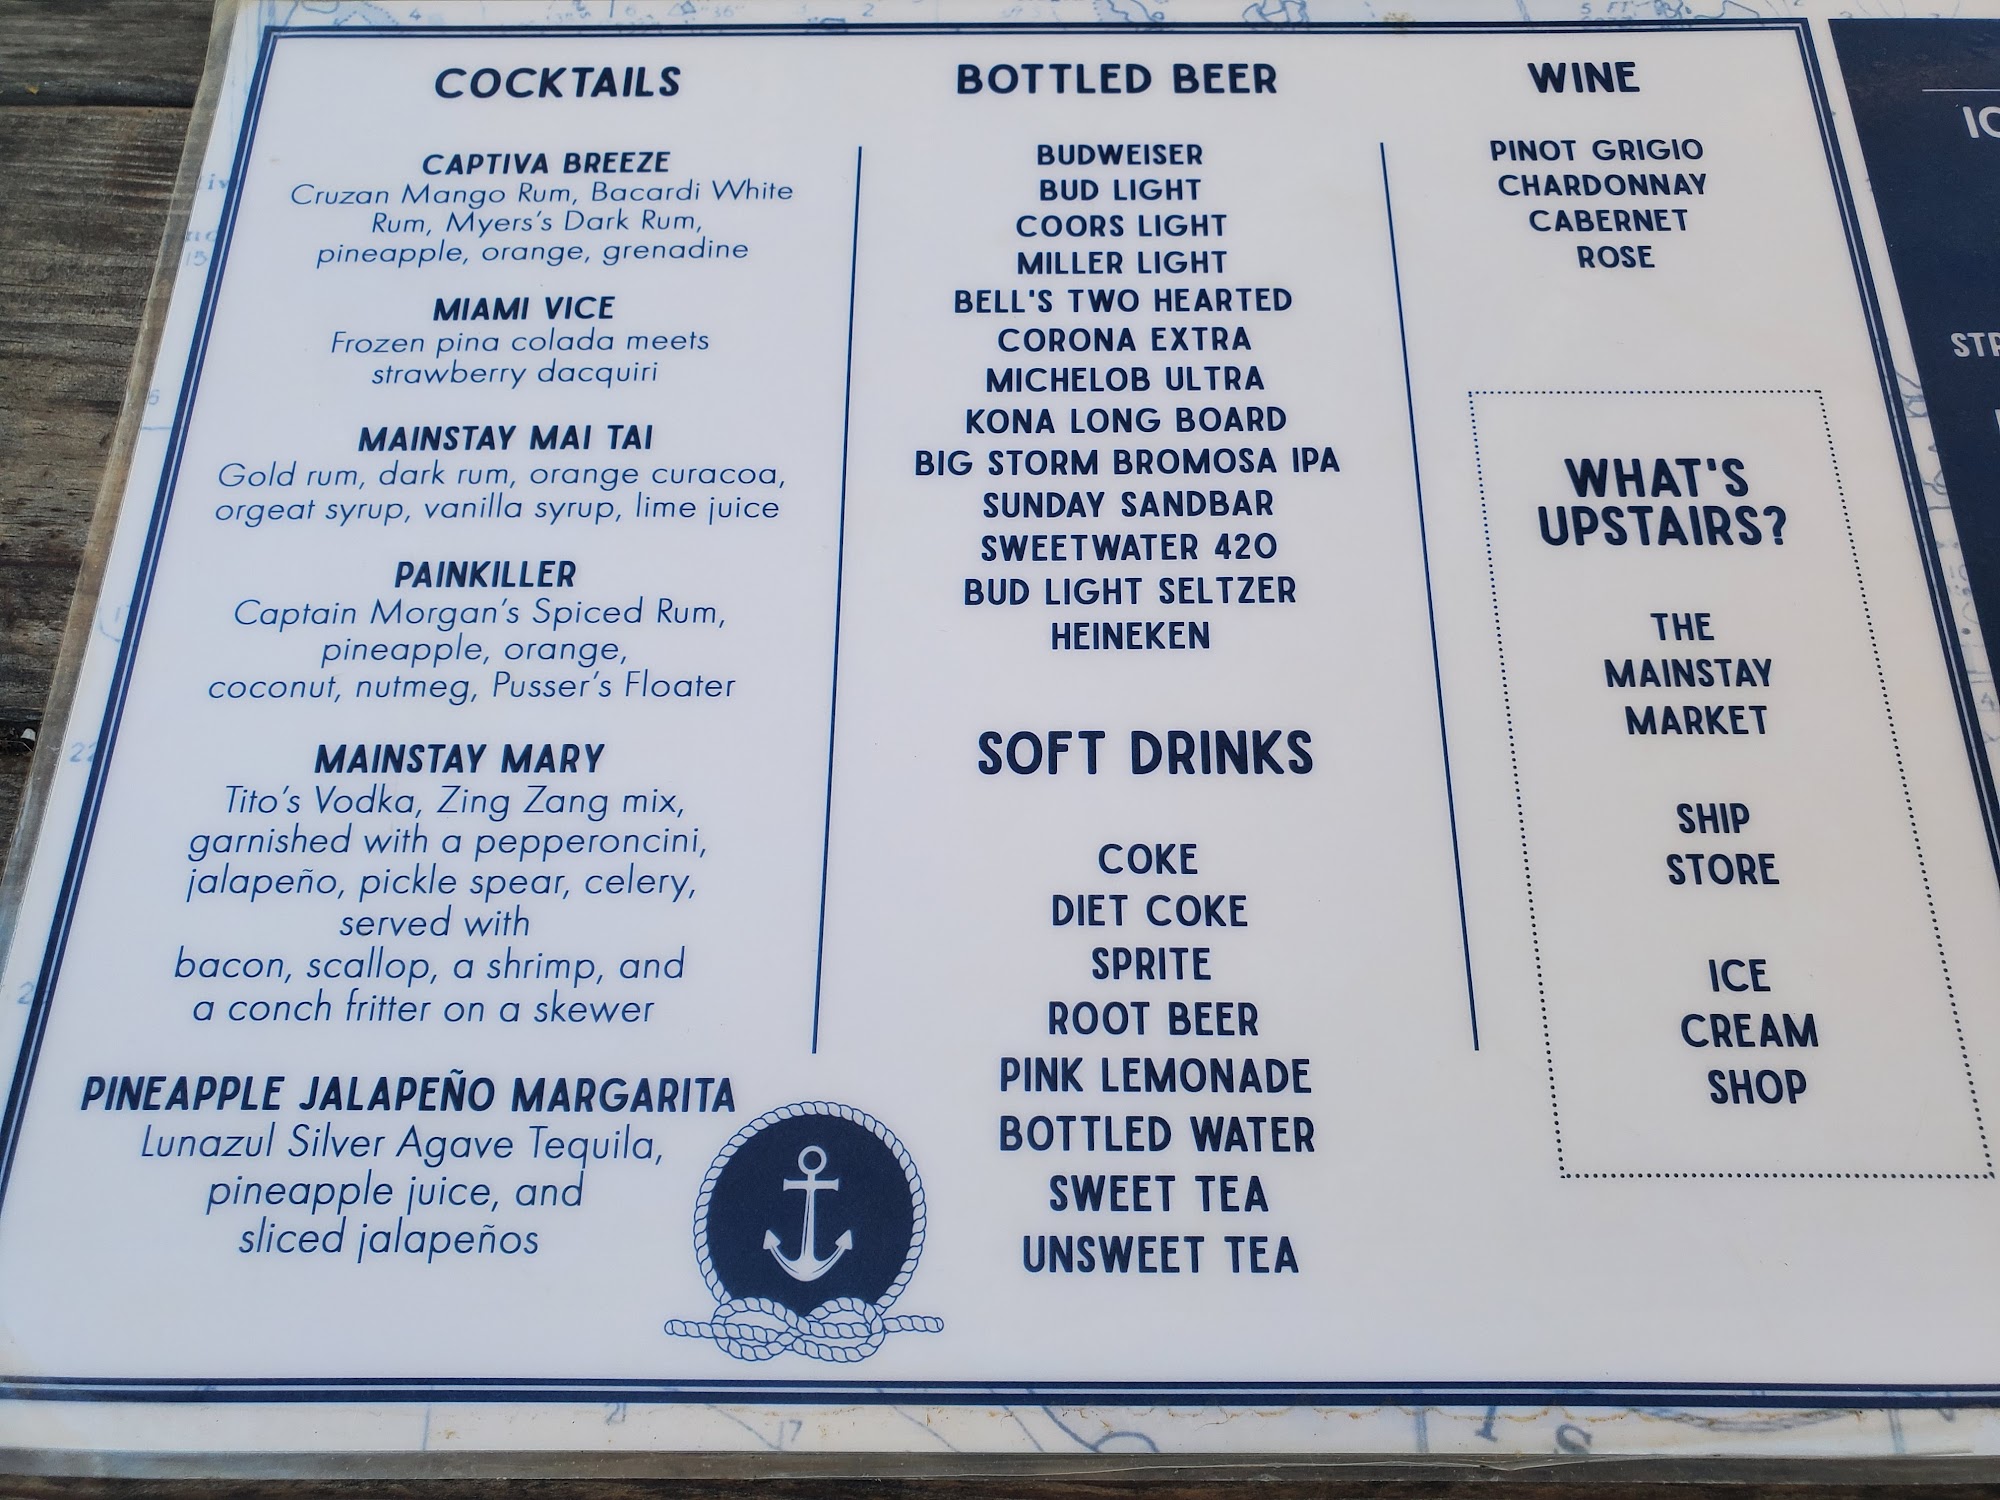 COCKTAILS
CAPTIVA BREEZE
Cruzan Mango Rum, Bacardi White
Rum, Myers's Dark Rum,
pineapple, orange, grenadine
MIAMI VICE
Frozen pina colada meets
strawberry dacquiri
MAINSTAY MAI TAI
Gold rum, dark rum, orange curacoa,
orgeat syrup, vanilla syrup, lime juice
PAINKILLER
Captain Morgan's Spiced Rum,
pineapple, orange,
coconut, nutmeg, Pusser's Floater
MAINSTAY MARY
Tito's Vodka, Zing Zang mix,
garnished with a pepperoncini,
jalapeño, pickle spear, celery,
served with
bacon, scallop, a shrimp, and
a conch fritter on a skewer
PINEAPPLE JALAPEÑO MARGARITA
Lunazul Silver Agave Tequila,
pineapple juice, and
sliced jalapeños
BOTTLED BEER
BUDWEISER
BUD LIGHT
COORS LIGHT
MILLER LIGHT
BELL'S TWO HEARTED
CORONA EXTRA
MICHELOB ULTRA
KONA LONG BOARD
BIG STORM BROMOSA IPA
SUNDAY SANDBAR
SWEETWATER 420
BUD LIGHT SELTZER
HEINEKEN
SOFT DRINKS
COKE
DIET COKE
SPRITE
ROOT BEER
PINK LEMONADE
BOTTLED WATER
SWEET TEA
UNSWEET TEA
WINE
PINOT GRIGIO
CHARDONNAY
CABERNET
ROSE
WHAT'S
UPSTAIRS?
THE
MAINSTAY
MARKET
SHIP
STORE
ICE
CREAM
SHOP